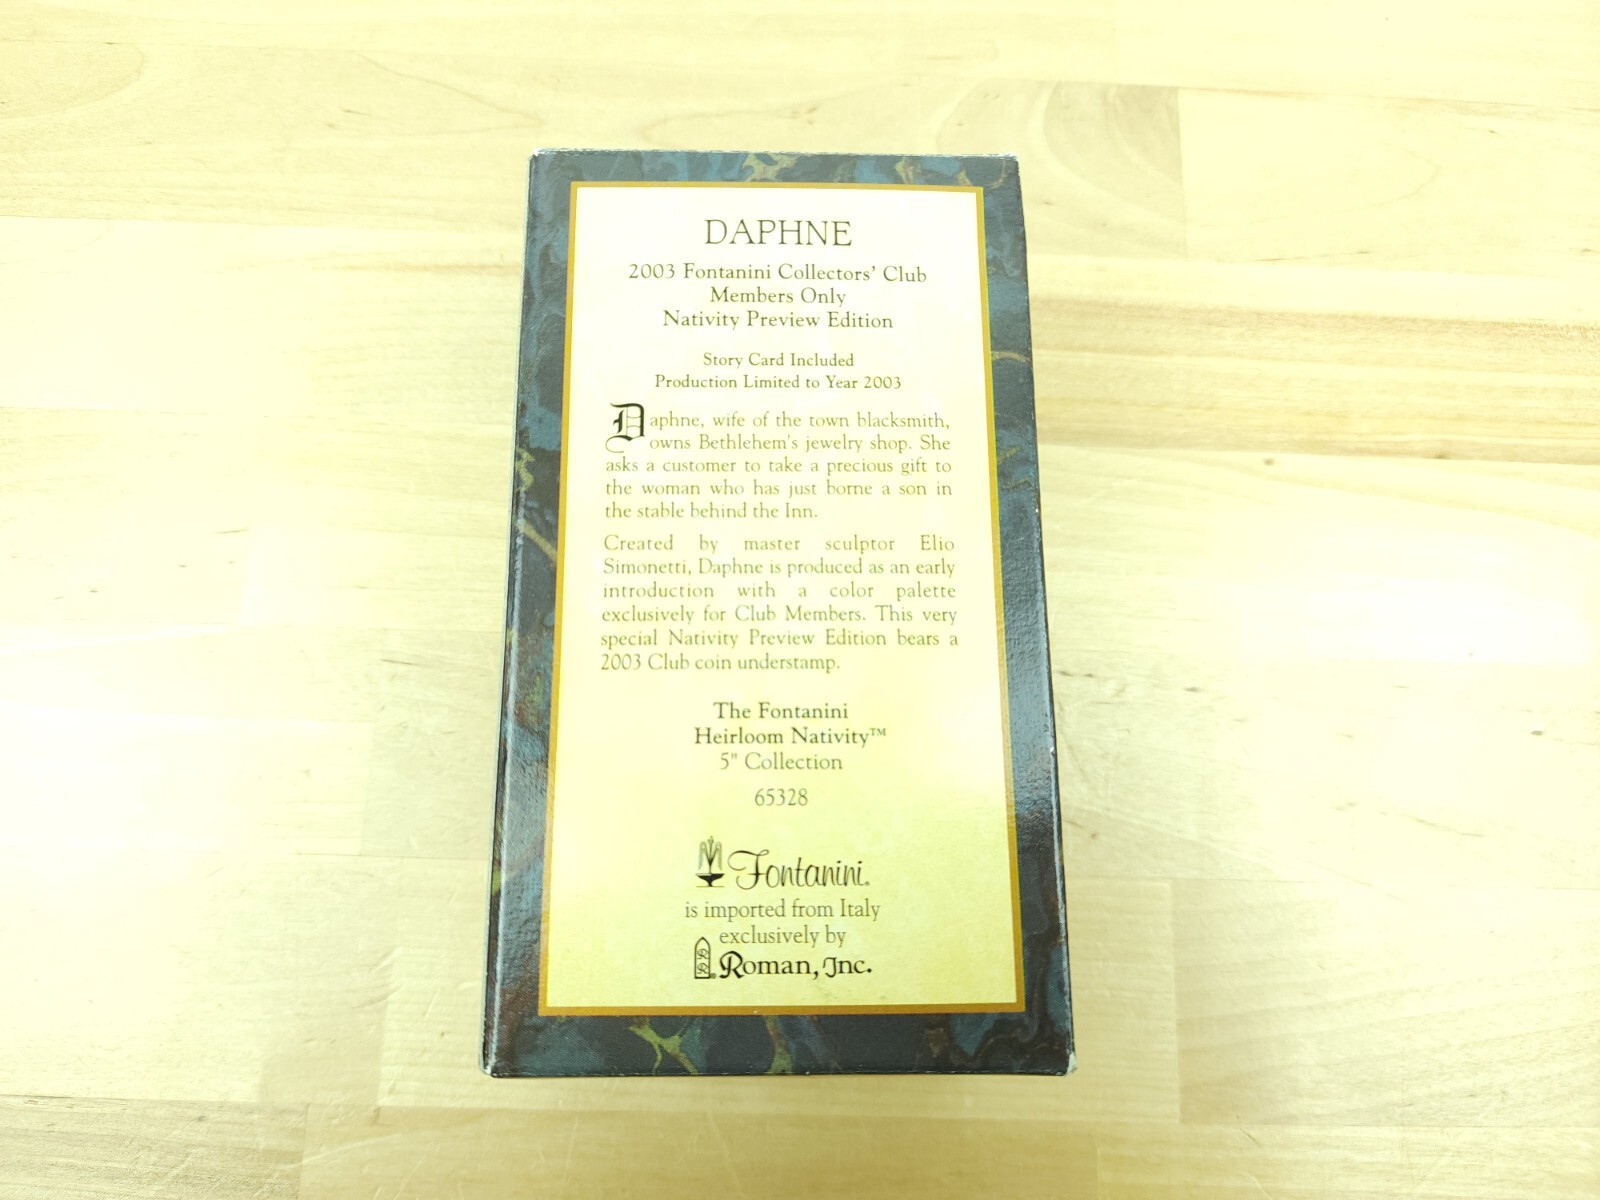 DAPHNE
2003 Fontanini Collectors' Club
Members Only
Nativity Preview Edition
Story Card Included
Production Limited to Year 2003
Daphne, wife of the town blacksmith,
owns Bethlehem's jewelry shop. She
asks a customer to take a precious gift to
the woman who has just borne a son in
the stable behind the Inn.
Created by master sculptor Elio
Simonetti, Daphne is produced as an early
introduction with a color palette
exclusively for Club Members. This very
special Nativity Preview Edition bears a
2003 Club coin understamp.
The Fontanini
Heirloom Nativity™
5" Collection
65328
Fontanini®
is imported from Italy
exclusively by
® Roman, Inc.